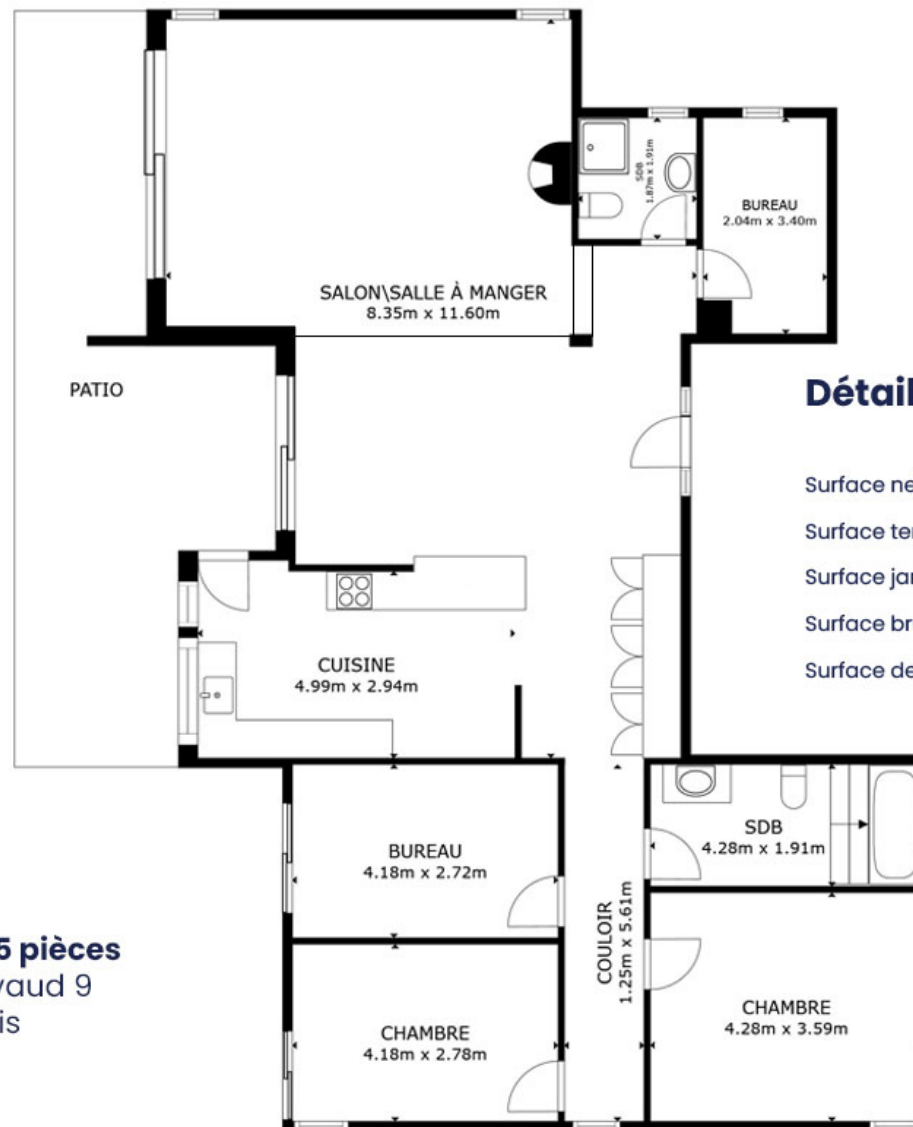 SDB
1.87m x 1.91m
BUREAU
2.04m x 3.40m
SALON\SALLE À MANGER
8.35m x 11.60m
PATIO
Détail
Surface ne
Surface ter
Surface jar
Surface br
Surface de
CUISINE
4.99m x 2.94m
BUREAU
4.18m x 2.72m
SDB
4.28m x 1.91m
COULOIR
1.25m x 5.61m
5 pièces
vaud 9
is
CHAMBRE
4.18m x 2.78m
CHAMBRE
4.28m x 3.59m